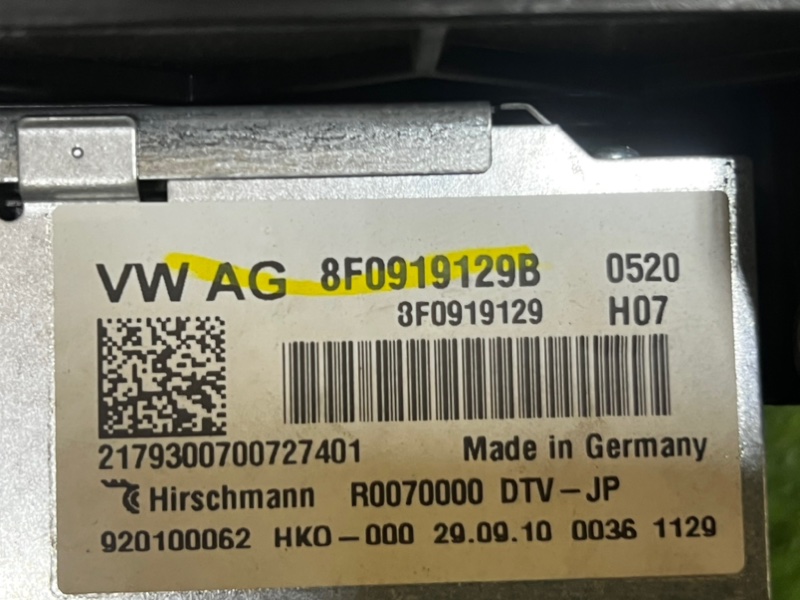 VW AG 8F0919129B 0520
8F0919129 H07
2179300700727401 Made in Germany
Hirschmann R0070000 DTV-JP
920100062 HK0-000 29.09.10 0036 1129